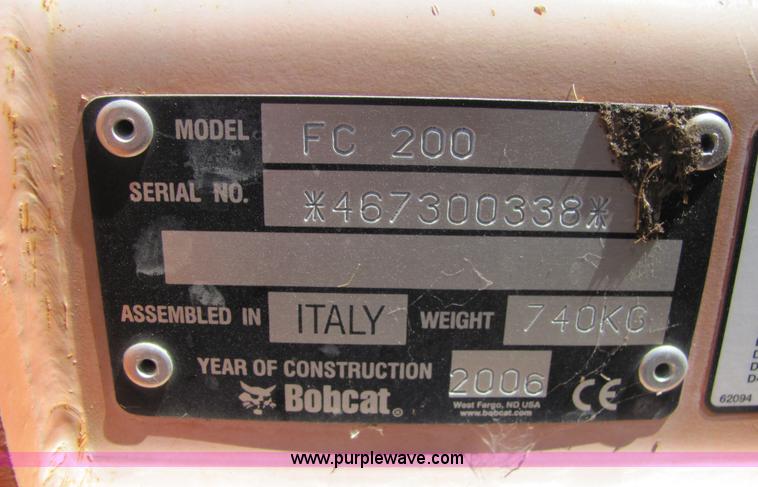 MODEL FC 200
SERIAL NO. *467300338*
ASSEMBLED IN ITALY WEIGHT 740KG
YEAR OF CONSTRUCTION 2006
Bobcat® West Fargo, ND USA
www.bobcat.com CE
62094
www.purplewave.com